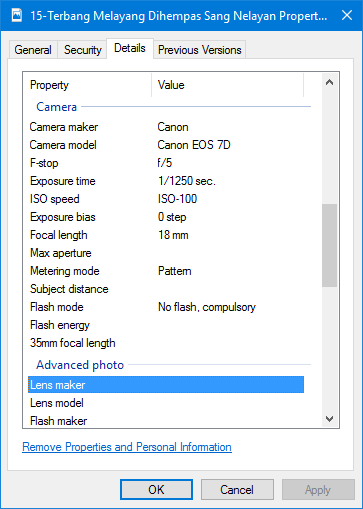 15-Terbang Melayang Dihempas Sang Nelayan Propert...
General Security Details Previous Versions
Property Value
Camera
Camera maker Canon
Camera model Canon EOS 7D
F-stop f/5
Exposure time 1/1250 sec.
ISO speed ISO-100
Exposure bias 0 step
Focal length 18 mm
Max aperture
Metering mode Pattern
Subject distance
Flash mode No flash, compulsory
Flash energy
35mm focal length
Advanced photo
Lens maker
Lens model
Flash maker
Remove Properties and Personal Information
OK Cancel Apply